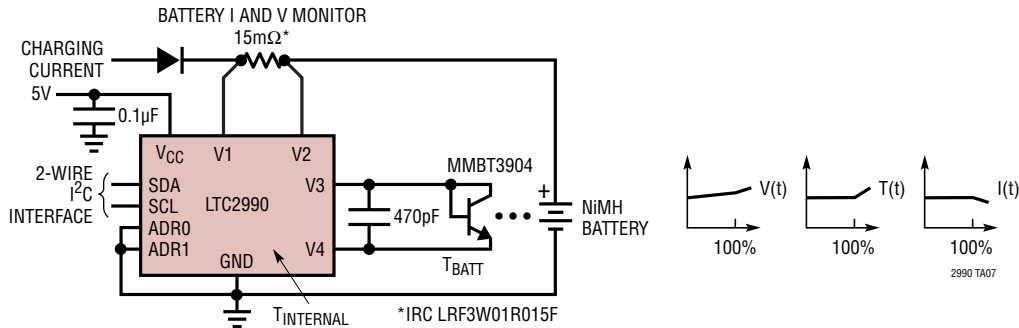 BATTERY I AND V MONITOR
15mΩ*
CHARGING
CURRENT
5V
0.1µF
VCC
V1
V2
2-WIRE
I2C
INTERFACE
SDA
SCL
ADR0
ADR1
LTC2990
GND
V3
V4
470pF
MMBT3904
TBATT
+
NiMH
BATTERY
TINTERNAL
*IRC LRF3W01R015F
V(t)
100%
T(t)
100%
I(t)
100%
2990 TA07